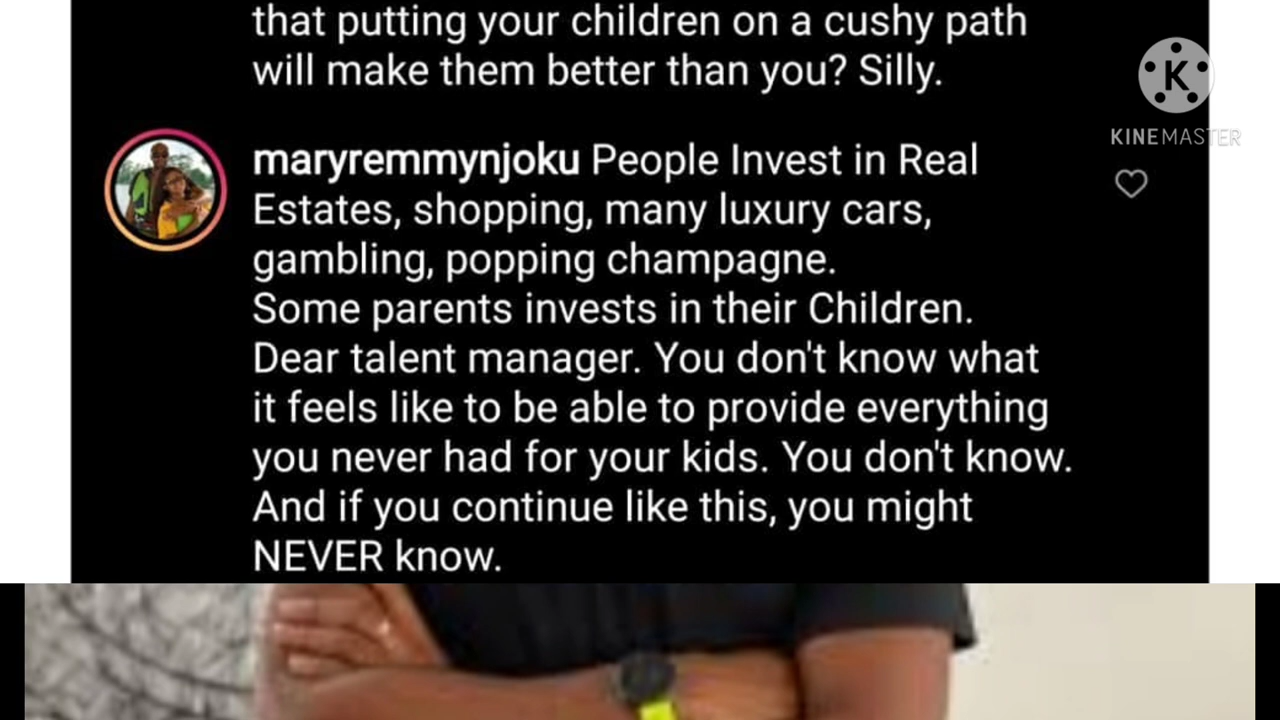 that putting your children on a cushy path
will make them better than you? Silly.
K
KINEMASTER
maryremmynjoku People Invest in Real
Estates, shopping, many luxury cars,
gambling, popping champagne.
Some parents invests in their Children.
Dear talent manager. You don't know what
it feels like to be able to provide everything
you never had for your kids. You don't know.
And if you continue like this, you might
NEVER know.